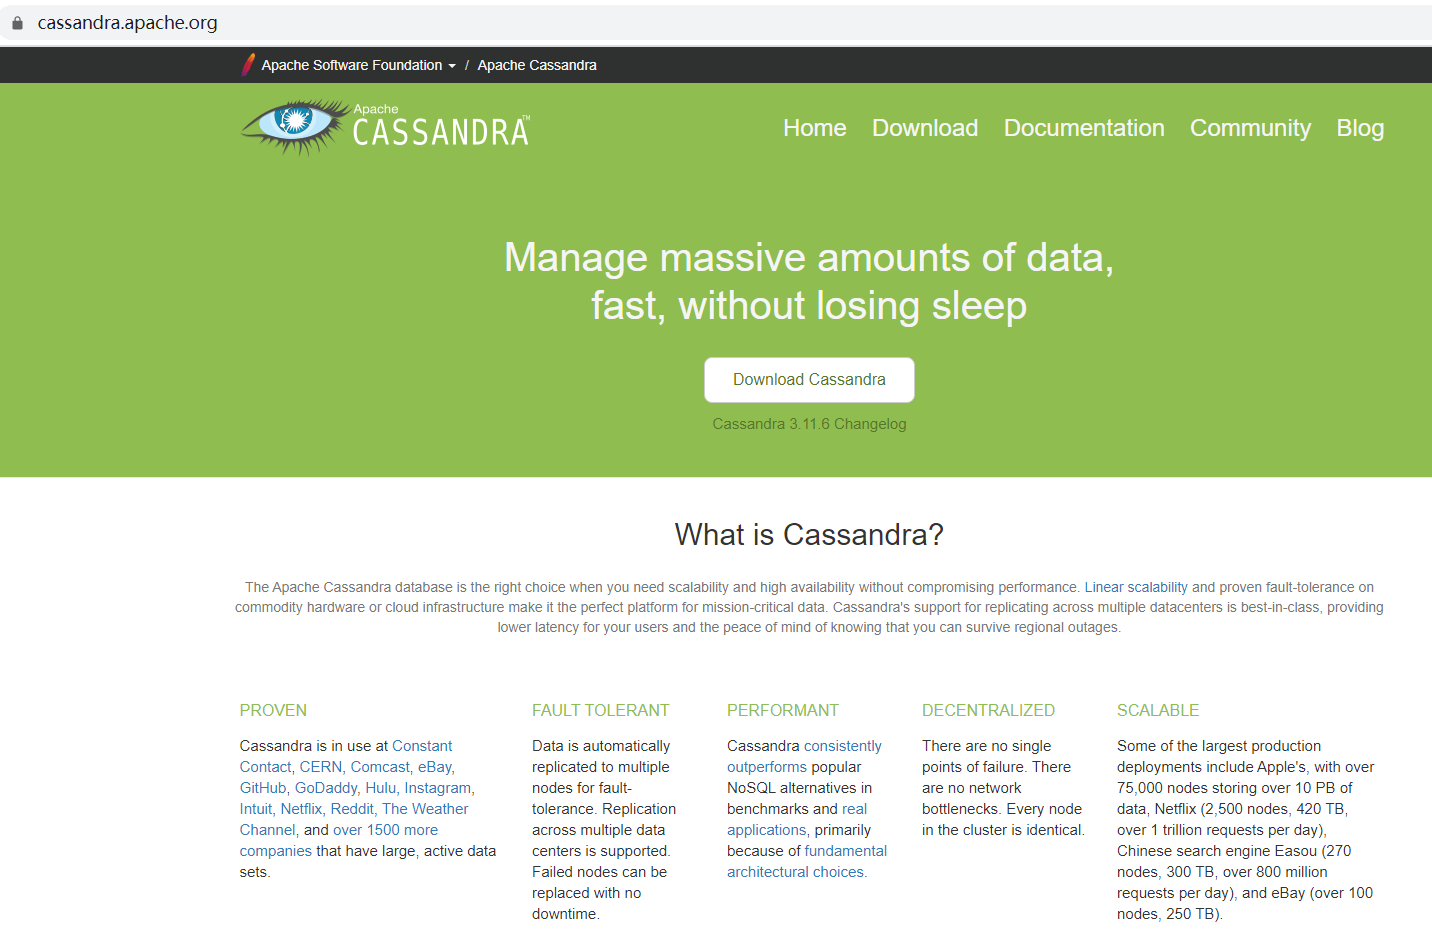 cassandra.apache.org
Apache Software Foundation / Apache Cassandra
Apache
CASSANDRA™
Home Download Documentation Community Blog
Manage massive amounts of data,
fast, without losing sleep
Download Cassandra
Cassandra 3.11.6 Changelog
What is Cassandra?
The Apache Cassandra database is the right choice when you need scalability and high availability without compromising performance. Linear scalability and proven fault-tolerance on
commodity hardware or cloud infrastructure make it the perfect platform for mission-critical data. Cassandra's support for replicating across multiple datacenters is best-in-class, providing
lower latency for your users and the peace of mind of knowing that you can survive regional outages.
PROVEN
Cassandra is in use at Constant
Contact, CERN, Comcast, eBay,
GitHub, GoDaddy, Hulu, Instagram,
Intuit, Netflix, Reddit, The Weather
Channel, and over 1500 more
companies that have large, active data
sets.
FAULT TOLERANT
Data is automatically
replicated to multiple
nodes for fault-
tolerance. Replication
across multiple data
centers is supported.
Failed nodes can be
replaced with no
downtime.
PERFORMANT
Cassandra consistently
outperforms popular
NoSQL alternatives in
benchmarks and real
applications, primarily
because of fundamental
architectural choices.
DECENTRALIZED
There are no single
points of failure. There
are no network
bottlenecks. Every node
in the cluster is identical.
SCALABLE
Some of the largest production
deployments include Apple's, with over
75,000 nodes storing over 10 PB of
data, Netflix (2,500 nodes, 420 TB,
over 1 trillion requests per day),
Chinese search engine Easou (270
nodes, 300 TB, over 800 million
requests per day), and eBay (over 100
nodes, 250 TB).